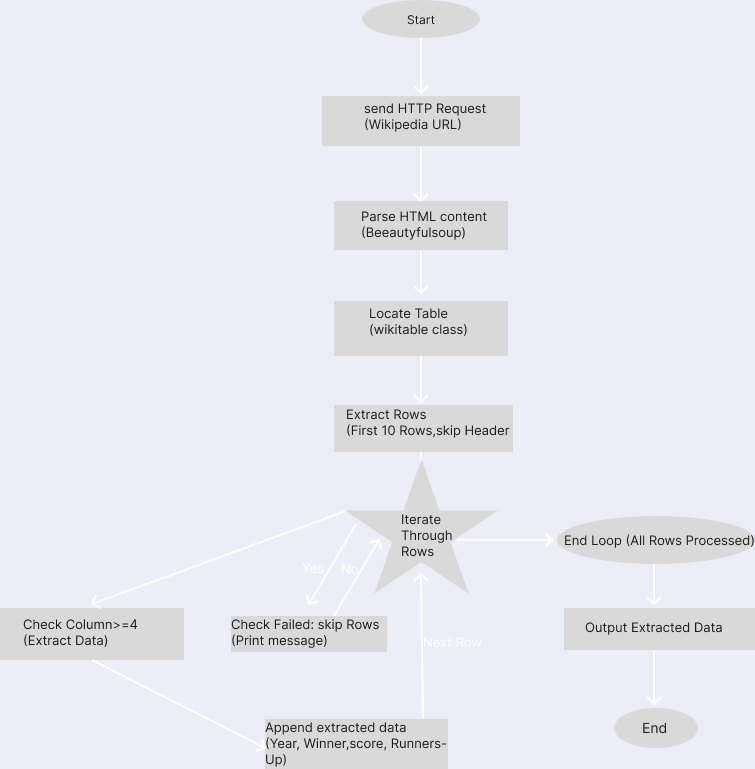 Start
send HTTP Request
(Wikipedia URL)
Parse HTML content
(Beeautyfulsoup)
Locate Table
(wikitable class)
Extract Rows
(First 10 Rows,skip Header
Iterate
Through
Rows
End Loop (All Rows Processed)
Yes
No
Check Column>=4
(Extract Data)
Check Failed: skip Rows
(Print message)
Next Row
Output Extracted Data
Append extracted data
(Year, Winner,score, Runners-
Up)
End